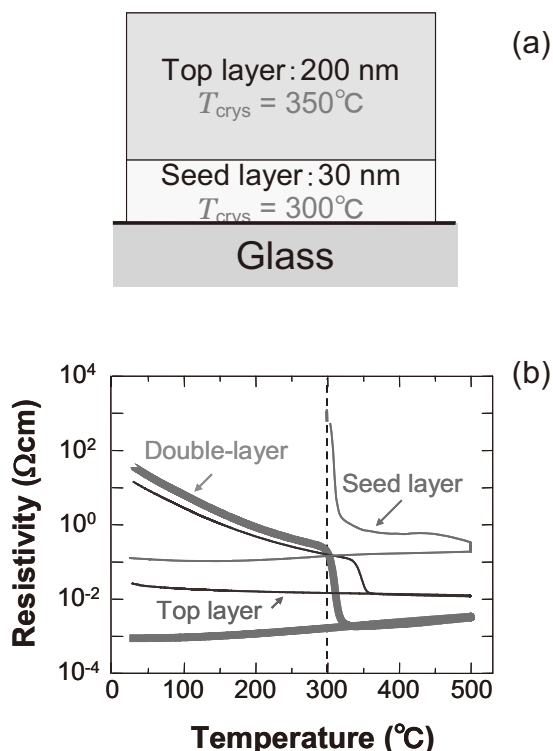 (a)
Top layer : 200 nm
T_crys = 350°C
Seed layer : 30 nm
T_crys = 300°C
Glass
(b)
10^4
10^2
10^0
10^-2
10^-4
Resistivity (Ωcm)
Double-layer
Seed layer
Top layer
0 100 200 300 400 500
Temperature (°C)